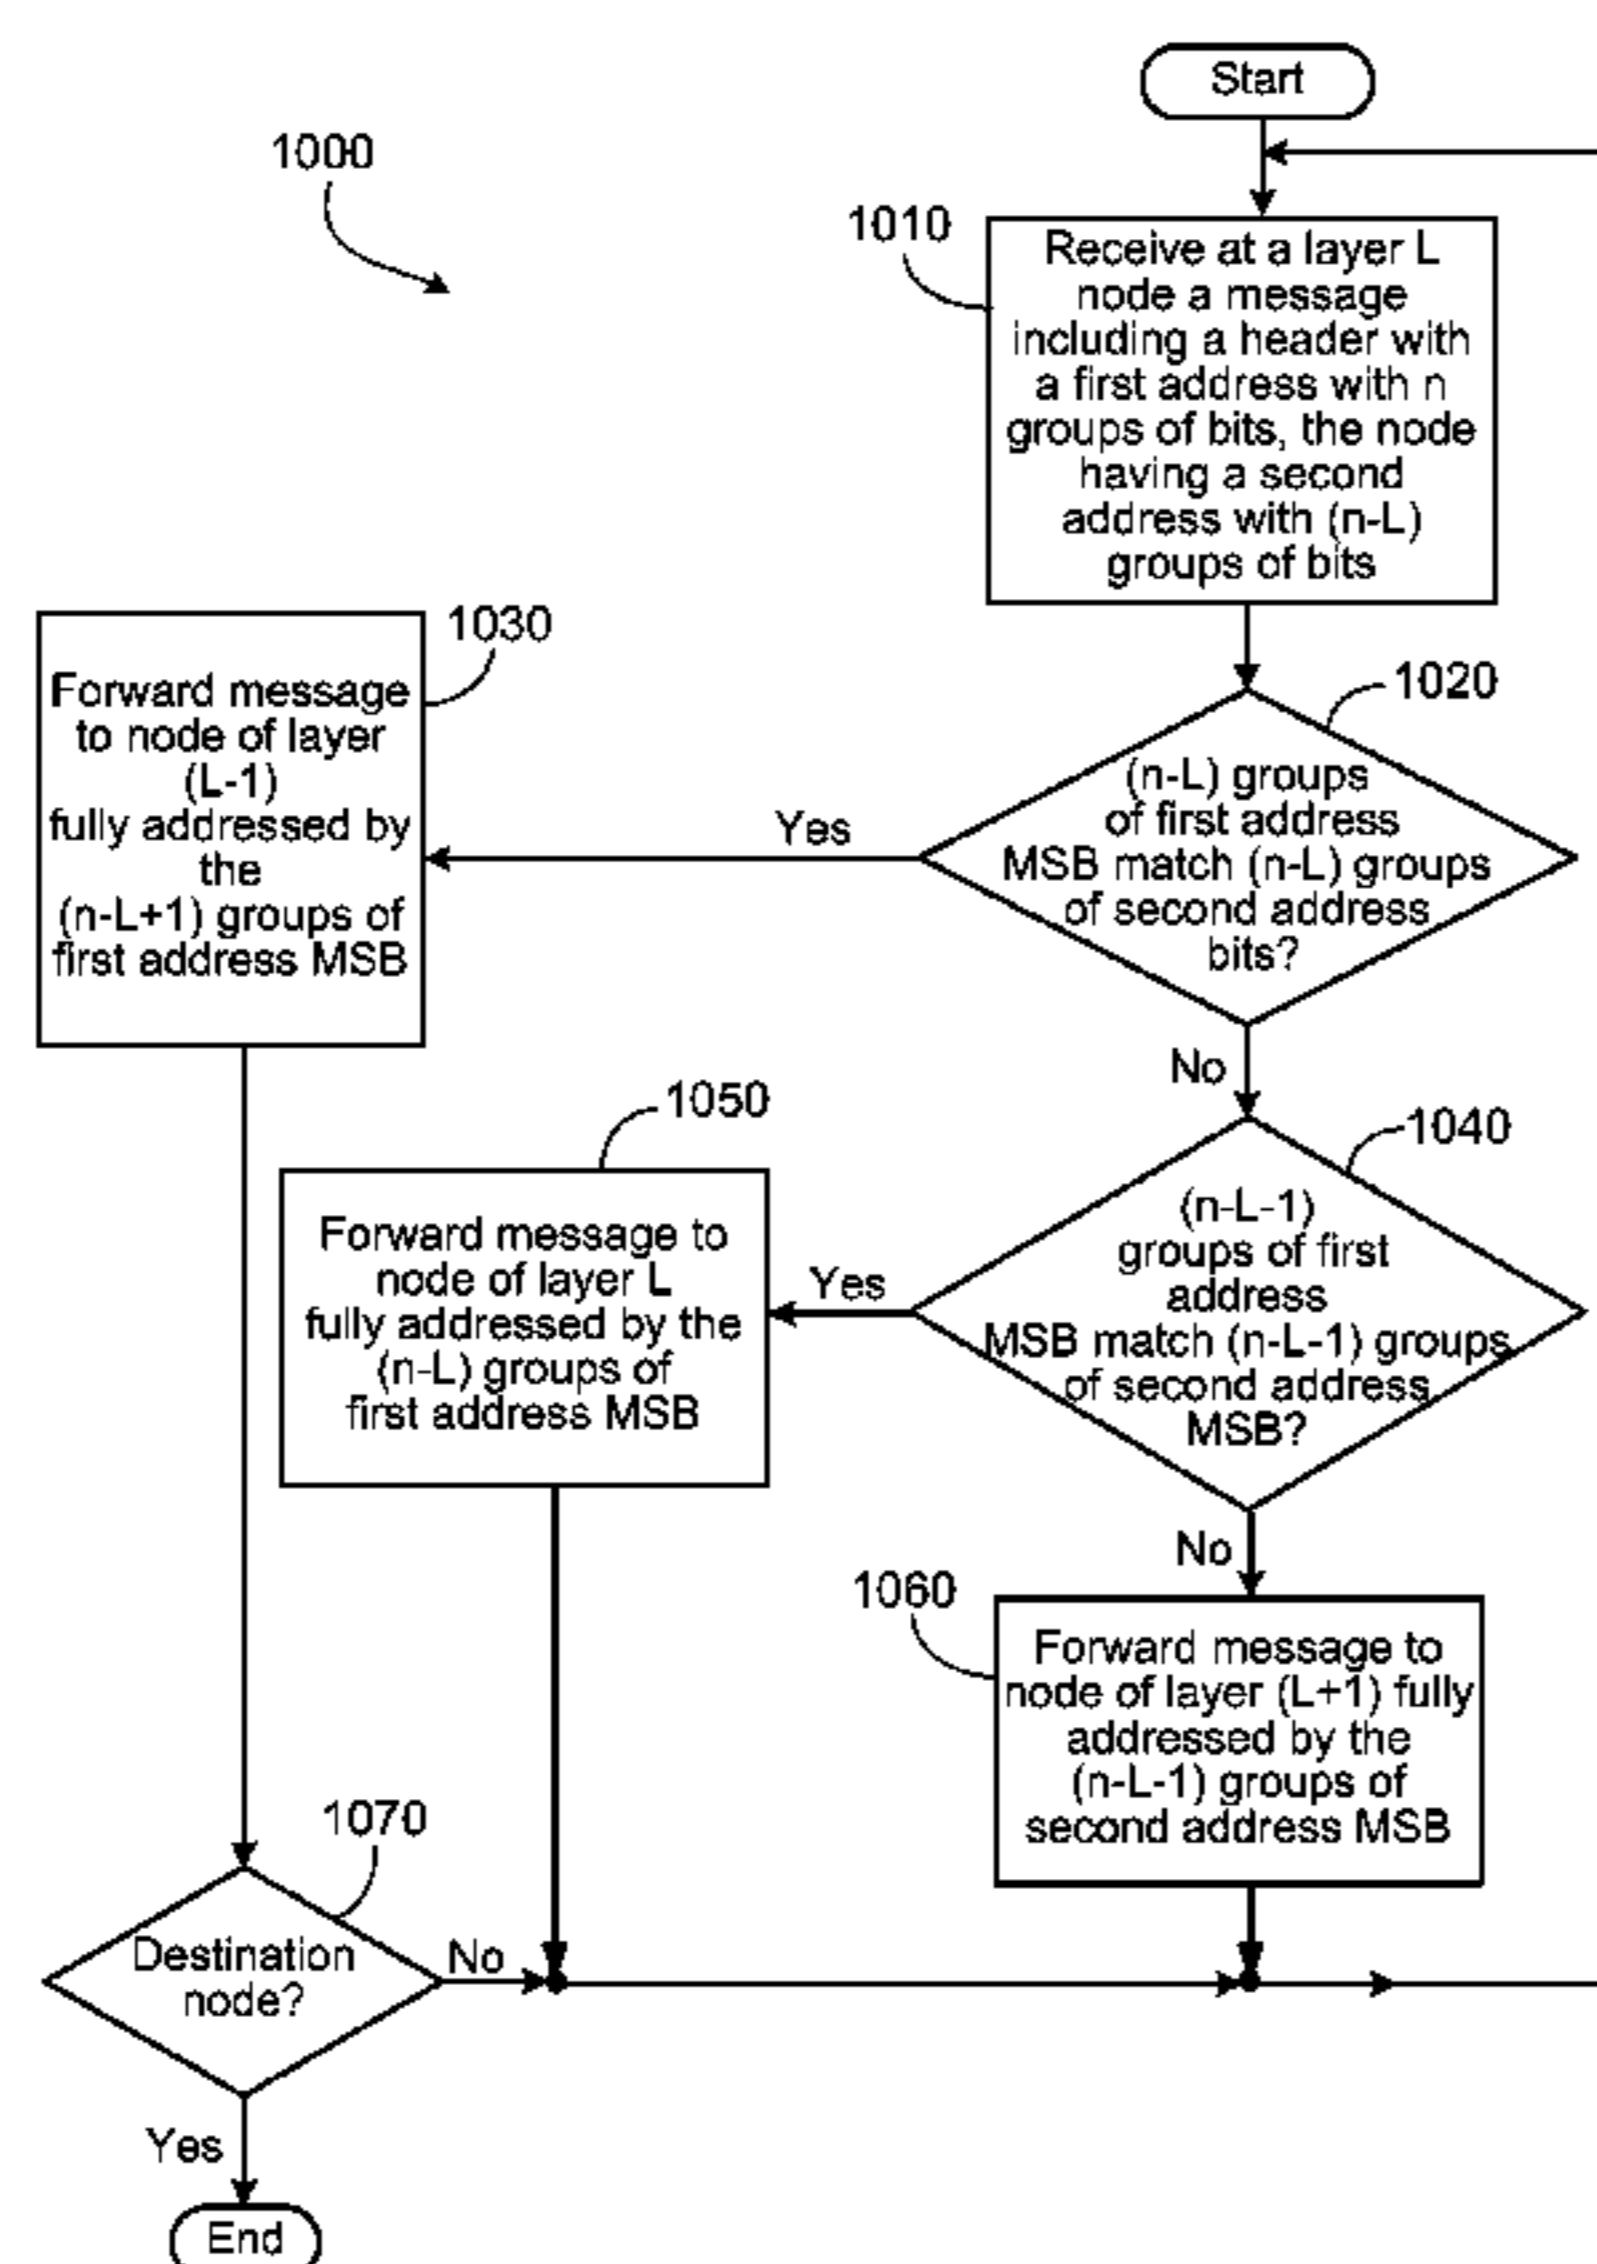 Start
1000
1010
Receive at a layer L
node a message
including a header with
a first address with n
groups of bits, the node
having a second
address with (n-L)
groups of bits
1030
Forward message
to node of layer
(L-1)
fully addressed by
the
(n-L+1) groups of
first address MSB
1020
(n-L) groups
of first address
MSB match (n-L) groups
of second address
bits?
Yes
No
1050
Forward message to
node of layer L
fully addressed by the
(n-L) groups of
first address MSB
1040
(n-L-1)
groups of first
address
MSB match (n-L-1) groups
of second address
MSB?
Yes
No
1060
Forward message to
node of layer (L+1) fully
addressed by the
(n-L-1) groups of
second address MSB
1070
Destination
node?
No
Yes
End